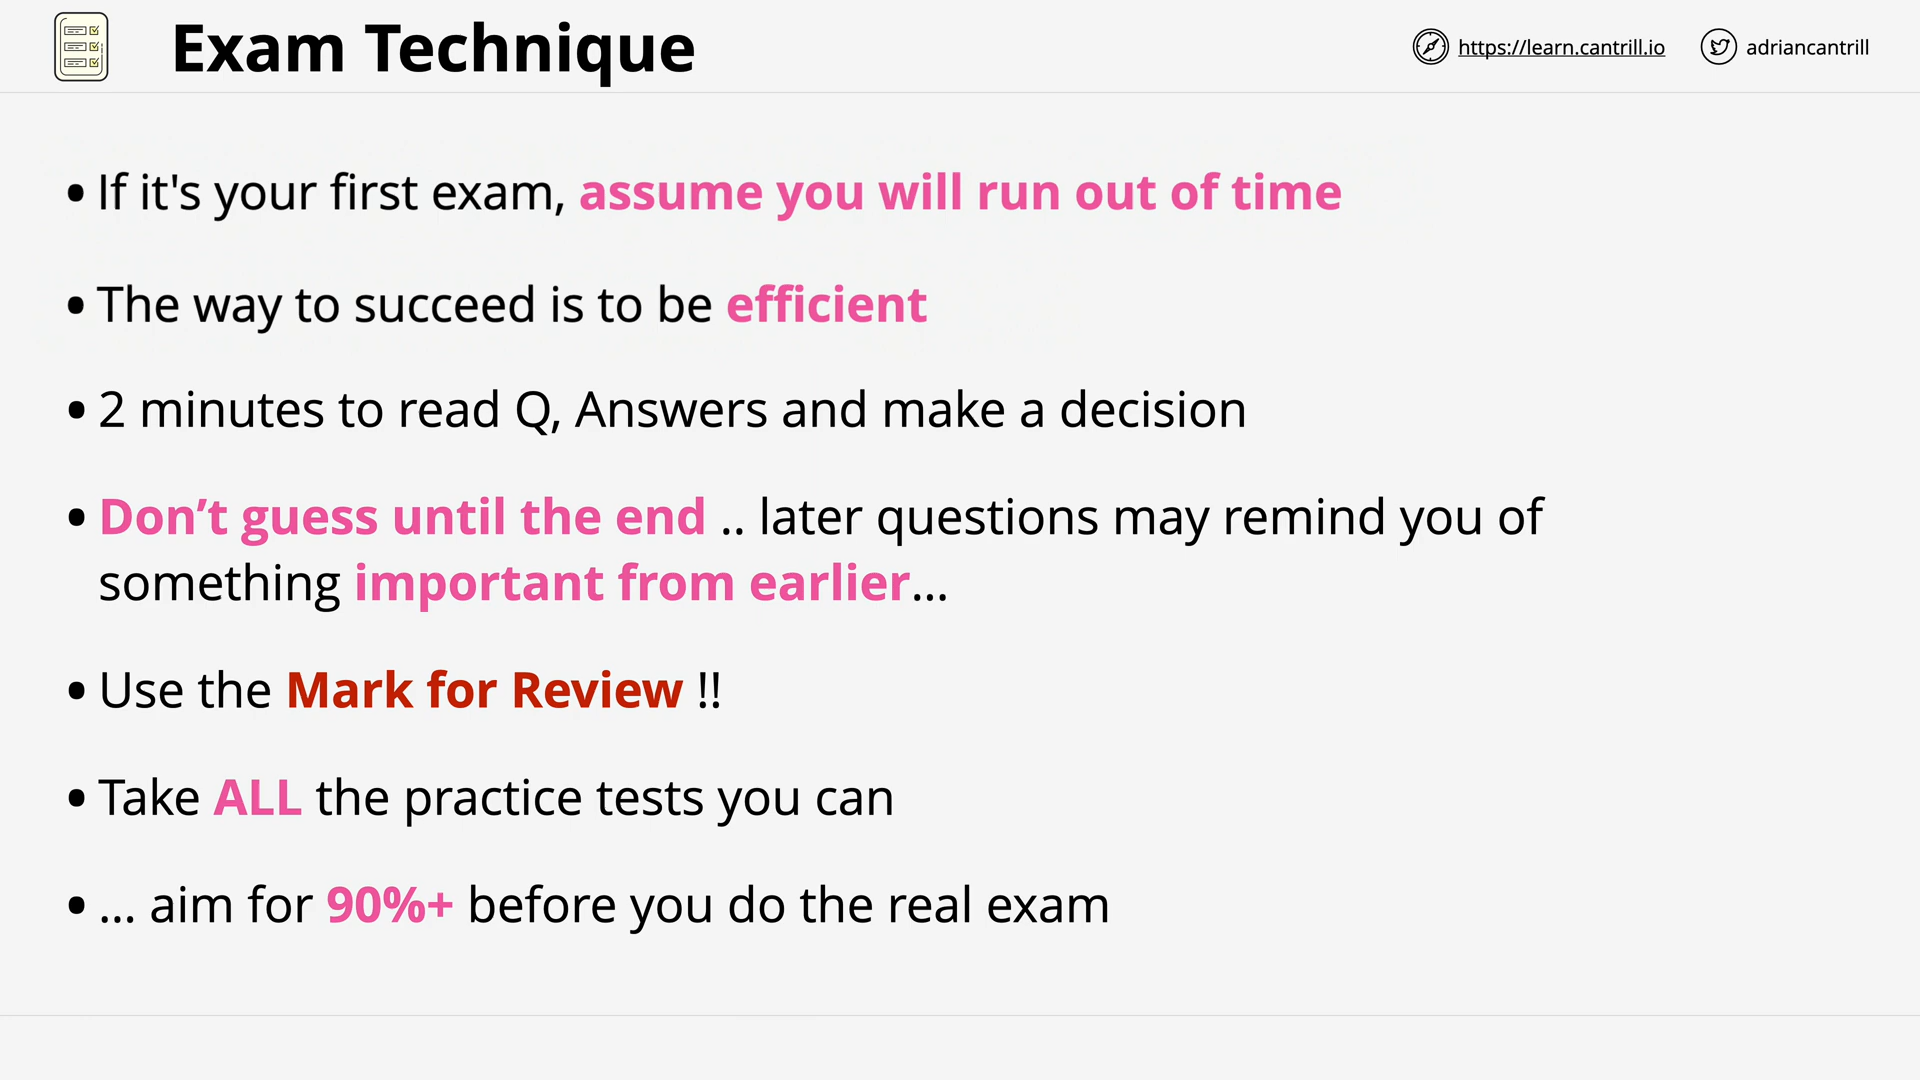 Exam Technique
https://learn.cantrill.io
adriancantrill
• If it's your first exam, assume you will run out of time
• The way to succeed is to be efficient
• 2 minutes to read Q, Answers and make a decision
• Don’t guess until the end .. later questions may remind you of
something important from earlier...
• Use the Mark for Review !!
• Take ALL the practice tests you can
• ... aim for 90%+ before you do the real exam